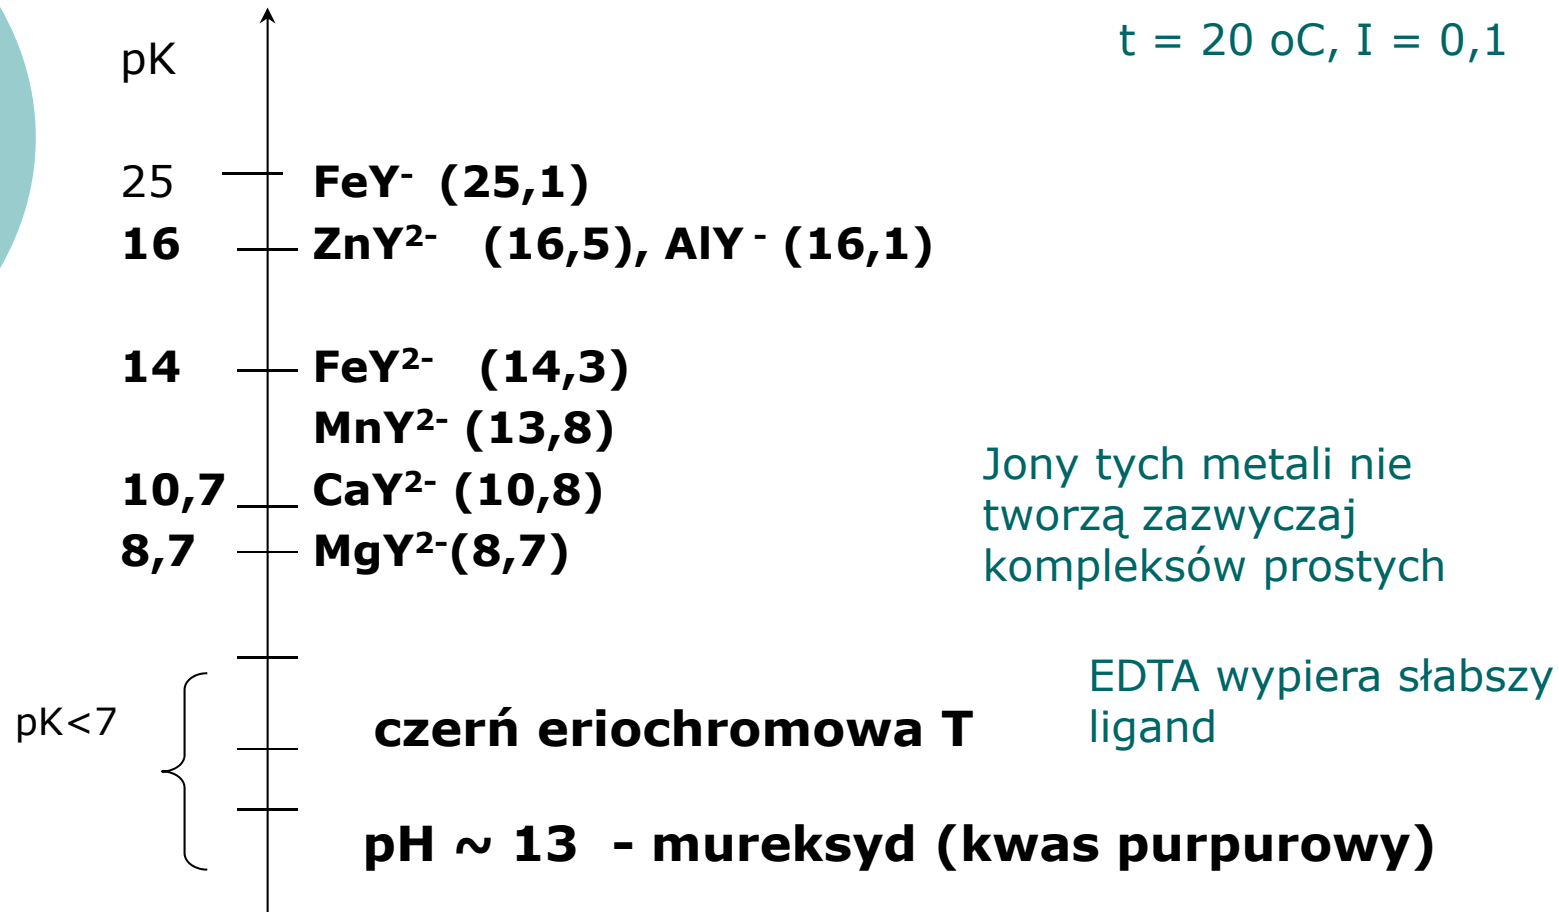 pK
t = 20 oC, I = 0,1
25 FeY- (25,1)
16 ZnY2- (16,5), AlY - (16,1)
14 FeY2- (14,3)
MnY2- (13,8)
10,7 CaY2- (10,8)
8,7 MgY2-(8,7)
Jony tych metali nie
tworzą zazwyczaj
kompleksów prostych
EDTA wypiera słabszy
ligand
pK<7
czerń eriochromowa T
pH ~ 13 - mureksyd (kwas purpurowy)